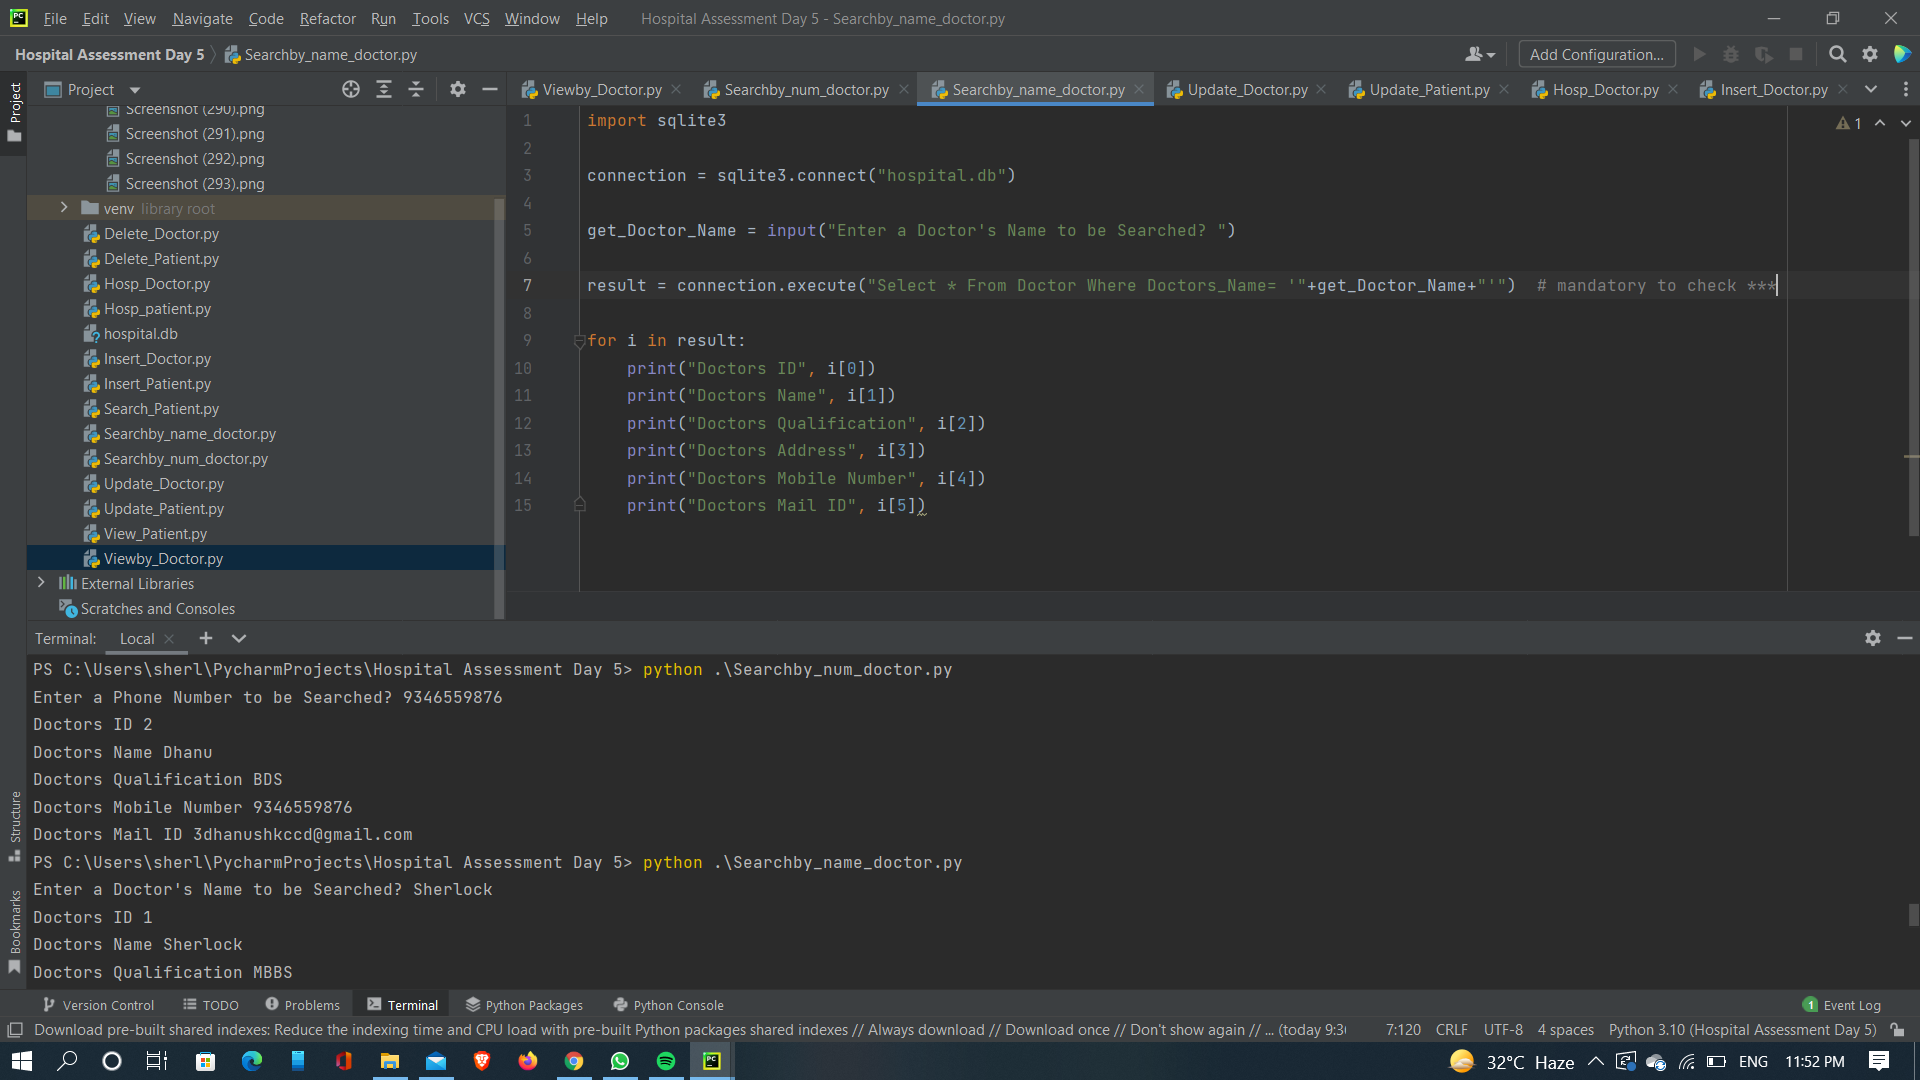 File Edit View Navigate Code Refactor Run Tools VCS Window Help Hospital Assessment Day 5 - Searchby_name_doctor.py
Hospital Assessment Day 5 Searchby_name_doctor.py Add Configuration...
Project
Project
Viewby_Doctor.py Searchby_num_doctor.py Searchby_name_doctor.py Update_Doctor.py Update_Patient.py Hosp_Doctor.py Insert_Doctor.py
Screenshot (290).png
Screenshot (291).png
Screenshot (292).png
Screenshot (293).png
venv library root
Delete_Doctor.py
Delete_Patient.py
Hosp_Doctor.py
Hosp_patient.py
hospital.db
Insert_Doctor.py
Insert_Patient.py
Search_Patient.py
Searchby_name_doctor.py
Searchby_num_doctor.py
Update_Doctor.py
Update_Patient.py
View_Patient.py
Viewby_Doctor.py
External Libraries
Scratches and Consoles
1 import sqlite3
2
3 connection = sqlite3.connect("hospital.db")
4
5 get_Doctor_Name = input("Enter a Doctor's Name to be Searched? ")
6
7 result = connection.execute("Select * From Doctor Where Doctors_Name= '"+get_Doctor_Name+"'") # mandatory to check ***
8
9 for i in result:
10 print("Doctors ID", i[0])
11 print("Doctors Name", i[1])
12 print("Doctors Qualification", i[2])
13 print("Doctors Address", i[3])
14 print("Doctors Mobile Number", i[4])
15 print("Doctors Mail ID", i[5])
1
Terminal: Local
PS C:\Users\sherl\PycharmProjects\Hospital Assessment Day 5> python .\Searchby_num_doctor.py
Enter a Phone Number to be Searched? 9346559876
Doctors ID 2
Doctors Name Dhanu
Doctors Qualification BDS
Doctors Mobile Number 9346559876
Doctors Mail ID 3dhanushkccd@gmail.com
PS C:\Users\sherl\PycharmProjects\Hospital Assessment Day 5> python .\Searchby_name_doctor.py
Enter a Doctor's Name to be Searched? Sherlock
Doctors ID 1
Doctors Name Sherlock
Doctors Qualification MBBS
Structure
Bookmarks
Version Control TODO Problems Terminal Python Packages Python Console 1 Event Log
Download pre-built shared indexes: Reduce the indexing time and CPU load with pre-built Python packages shared indexes // Always download // Download once // Don't show again // ... (today 9:3 7:120 CRLF UTF-8 4 spaces Python 3.10 (Hospital Assessment Day 5)
32°C Haze ENG 11:52 PM